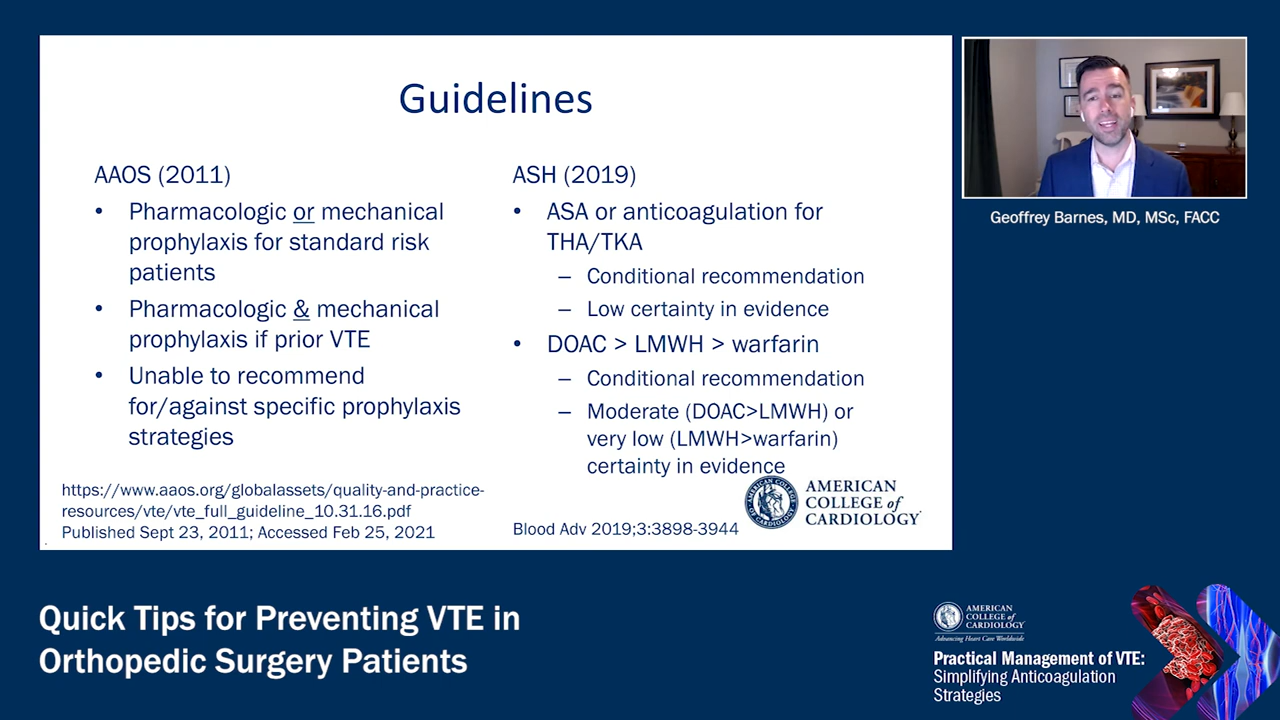 Guidelines
AAOS (2011)
• Pharmacologic or mechanical
prophylaxis for standard risk
patients
• Pharmacologic & mechanical
prophylaxis if prior VTE
• Unable to recommend
for/against specific prophylaxis
strategies
https://www.aaos.org/globalassets/quality-and-practice-
resources/vte/vte_full_guideline_10.31.16.pdf
Published Sept 23, 2011; Accessed Feb 25, 2021
ASH (2019)
• ASA or anticoagulation for
THA/TKA
– Conditional recommendation
– Low certainty in evidence
• DOAC > LMWH > warfarin
– Conditional recommendation
– Moderate (DOAC>LMWH) or
very low (LMWH>warfarin)
certainty in evidence
Blood Adv 2019;3:3898-3944
AMERICAN
COLLEGE of
CARDIOLOGY
Geoffrey Barnes, MD, MSc, FACC
Quick Tips for Preventing VTE in
Orthopedic Surgery Patients
AMERICAN
COLLEGE of
CARDIOLOGY
Advancing Heart Care Worldwide
Practical Management of VTE:
Simplifying Anticoagulation
Strategies